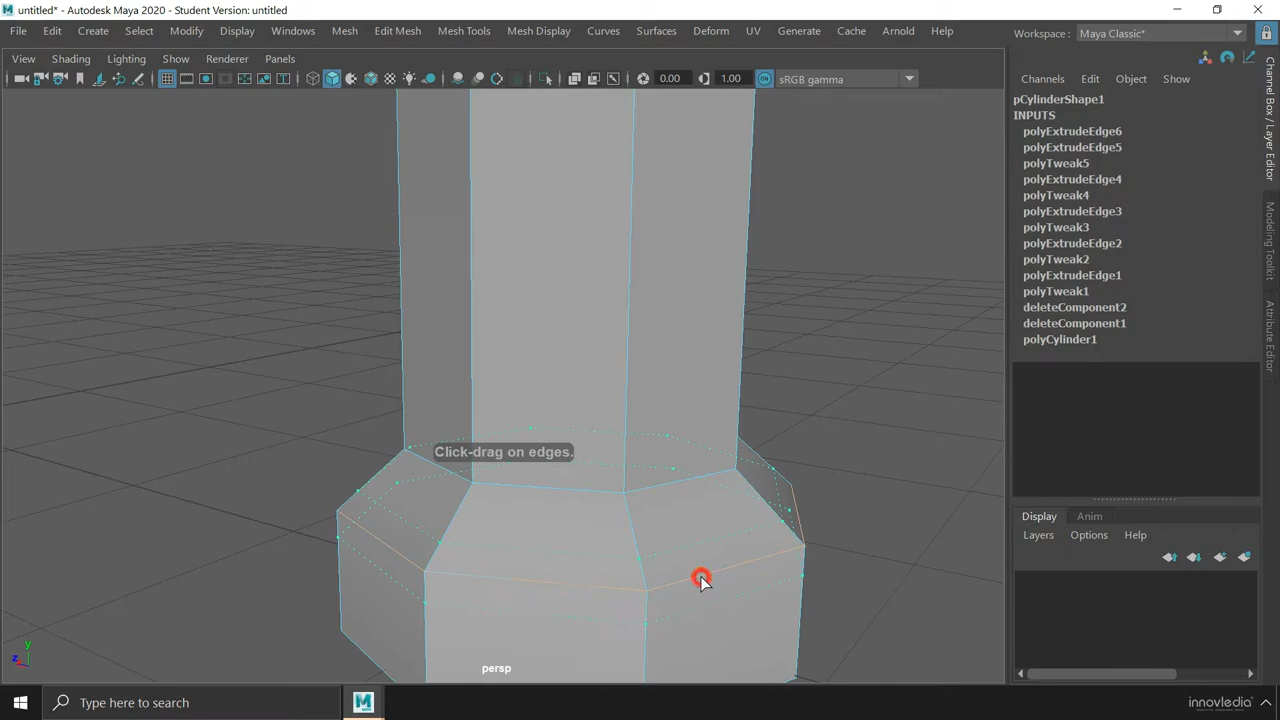 untitled* - Autodesk Maya 2020 - Student Version: untitled
File Edit Create Select Modify Display Windows Mesh Edit Mesh Mesh Tools Mesh Display Curves Surfaces Deform UV Generate Cache Arnold Help
Workspace : Maya Classic*
View Shading Lighting Show Renderer Panels
Channels Edit Object Show
0.00 1.00 ON sRGB gamma
pCylinderShape1
INPUTS
polyExtrudeEdge6
polyExtrudeEdge5
polyTweak5
polyExtrudeEdge4
polyTweak4
polyExtrudeEdge3
polyTweak3
polyExtrudeEdge2
polyTweak2
polyExtrudeEdge1
polyTweak1
deleteComponent2
deleteComponent1
polyCylinder1
Channel Box / Layer Editor
Modeling Toolkit
Attribute Editor
Click-drag on edges.
Display Anim
Layers Options Help
y
z
persp
Type here to search
M
innovledia